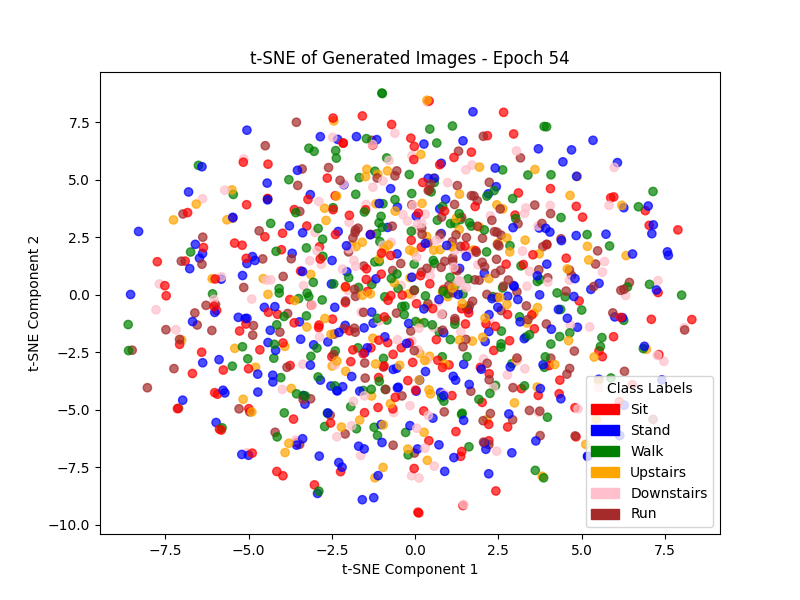 t-SNE of Generated Images - Epoch 54
t-SNE Component 2
7.5
5.0
2.5
0.0
−2.5
−5.0
−7.5
−10.0
Class Labels
Sit
Stand
Walk
Upstairs
Downstairs
Run
−7.5 −5.0 −2.5 0.0 2.5 5.0 7.5
t-SNE Component 1